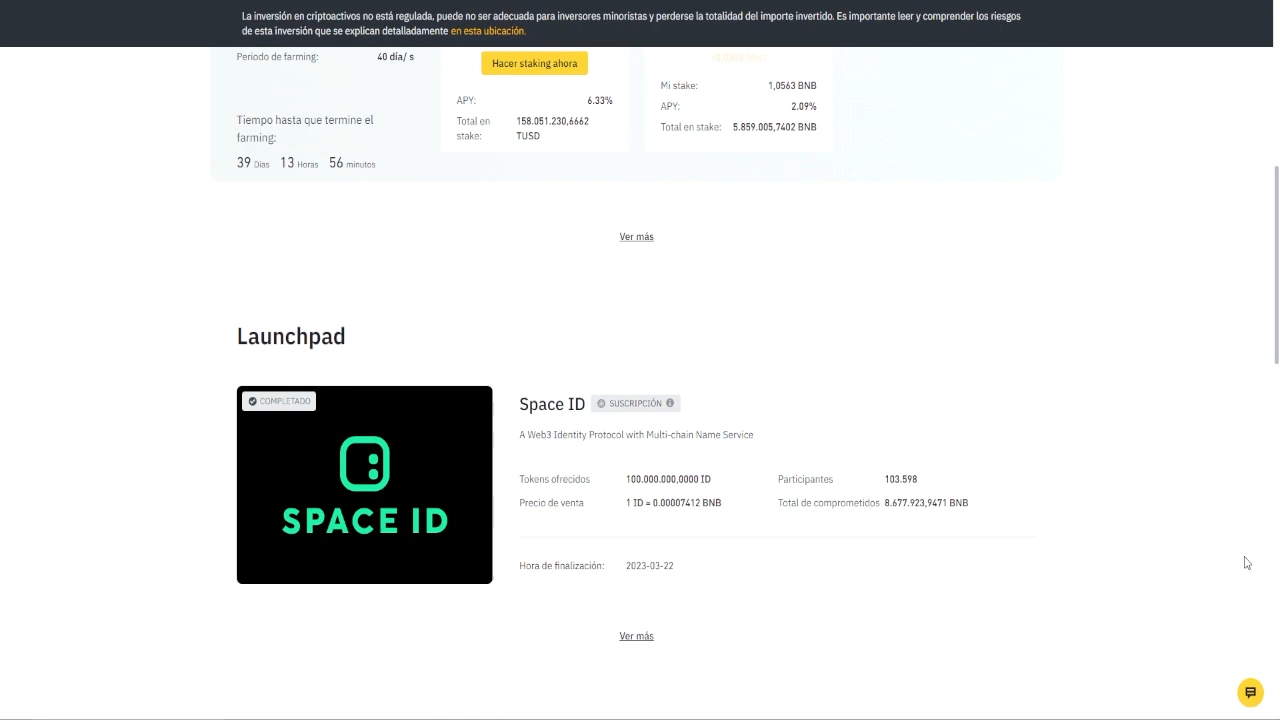 La inversión en criptoactivos no está regulada, puede no ser adecuada para inversores minoristas y perderse la totalidad del importe invertido. Es importante leer y comprender los riesgos
de esta inversión que se explican detalladamente en esta ubicación.
Periodo de farming: 40 día/ s
Tiempo hasta que termine el
farming:
39 Días 13 Horas 56 minutos
Hacer staking ahora
APY: 6.33%
Total en stake: 158.051.230,6662 TUSD
Mi stake: 1,0563 BNB
APY: 2.09%
Total en stake: 5.859.005,7402 BNB
Ver más
Launchpad
COMPLETADO
SPACE ID
Space ID SUSCRIPCIÓN
A Web3 Identity Protocol with Multi-chain Name Service
Tokens ofrecidos 100.000.000,0000 ID Participantes 103.598
Precio de venta 1 ID = 0.00007412 BNB Total de comprometidos 8.677.923,9471 BNB
Hora de finalización: 2023-03-22
Ver más